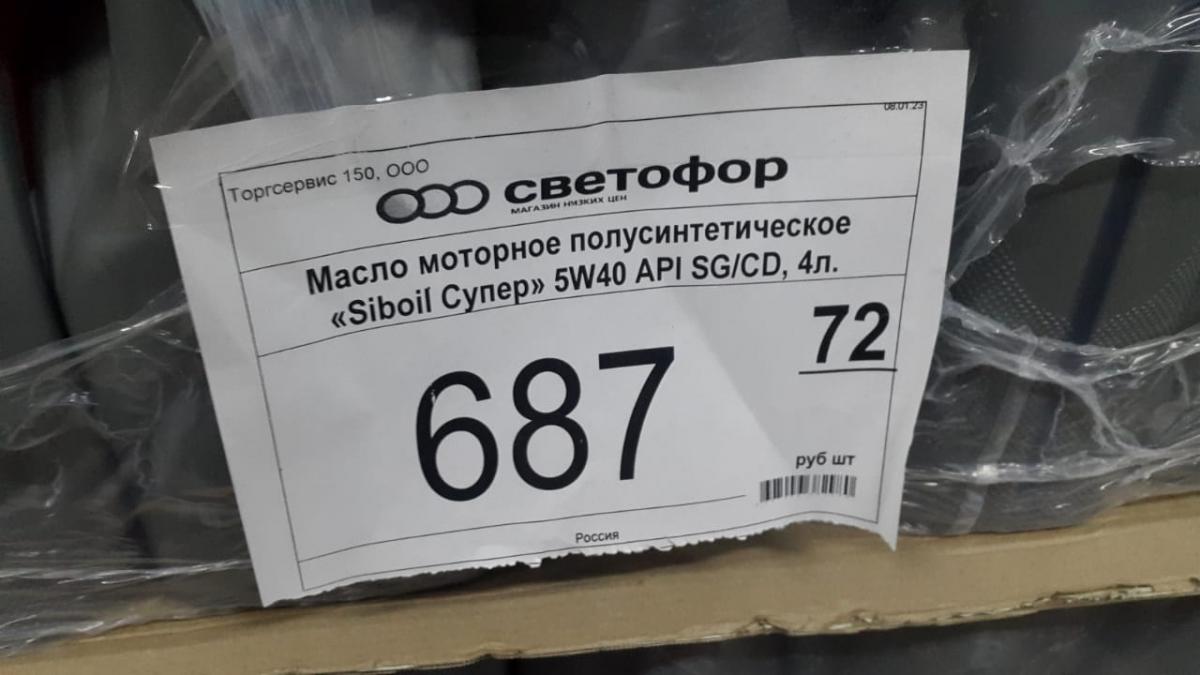 08.01.23
Торгсервис 150, ООО
светофор
МАГАЗИН НИЗКИХ ЦЕН
Масло моторное полусинтетическое
«Siboil Супер» 5W40 API SG/CD, 4л.
687 72
руб шт
Россия